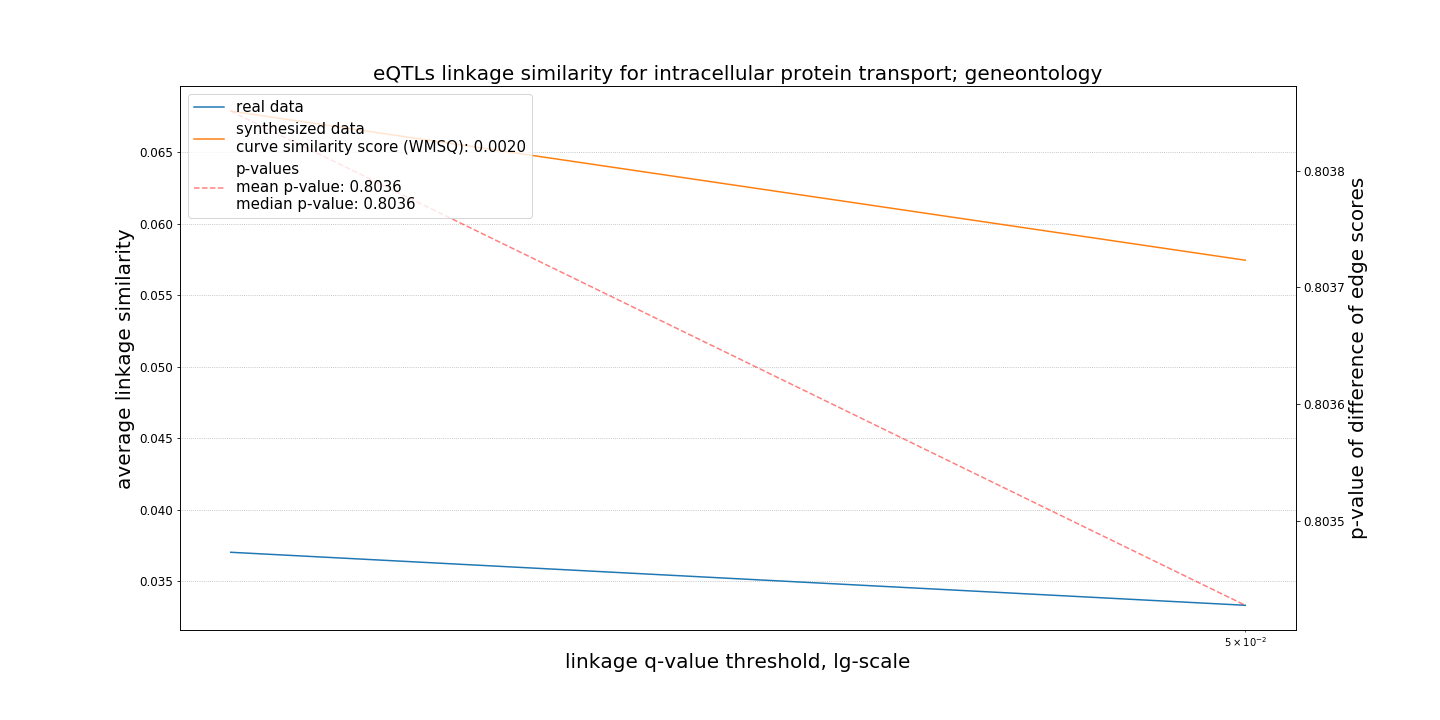 eQTLs linkage similarity for intracellular protein transport; geneontology
real data
synthesized data
curve similarity score (WMSQ): 0.0020
p-values
mean p-value: 0.8036
median p-value: 0.8036
average linkage similarity
0.065
0.060
0.055
0.050
0.045
0.040
0.035
0.8038
0.8037
0.8036
0.8035
p-value of difference of edge scores
5 × 10⁻²
linkage q-value threshold, lg-scale